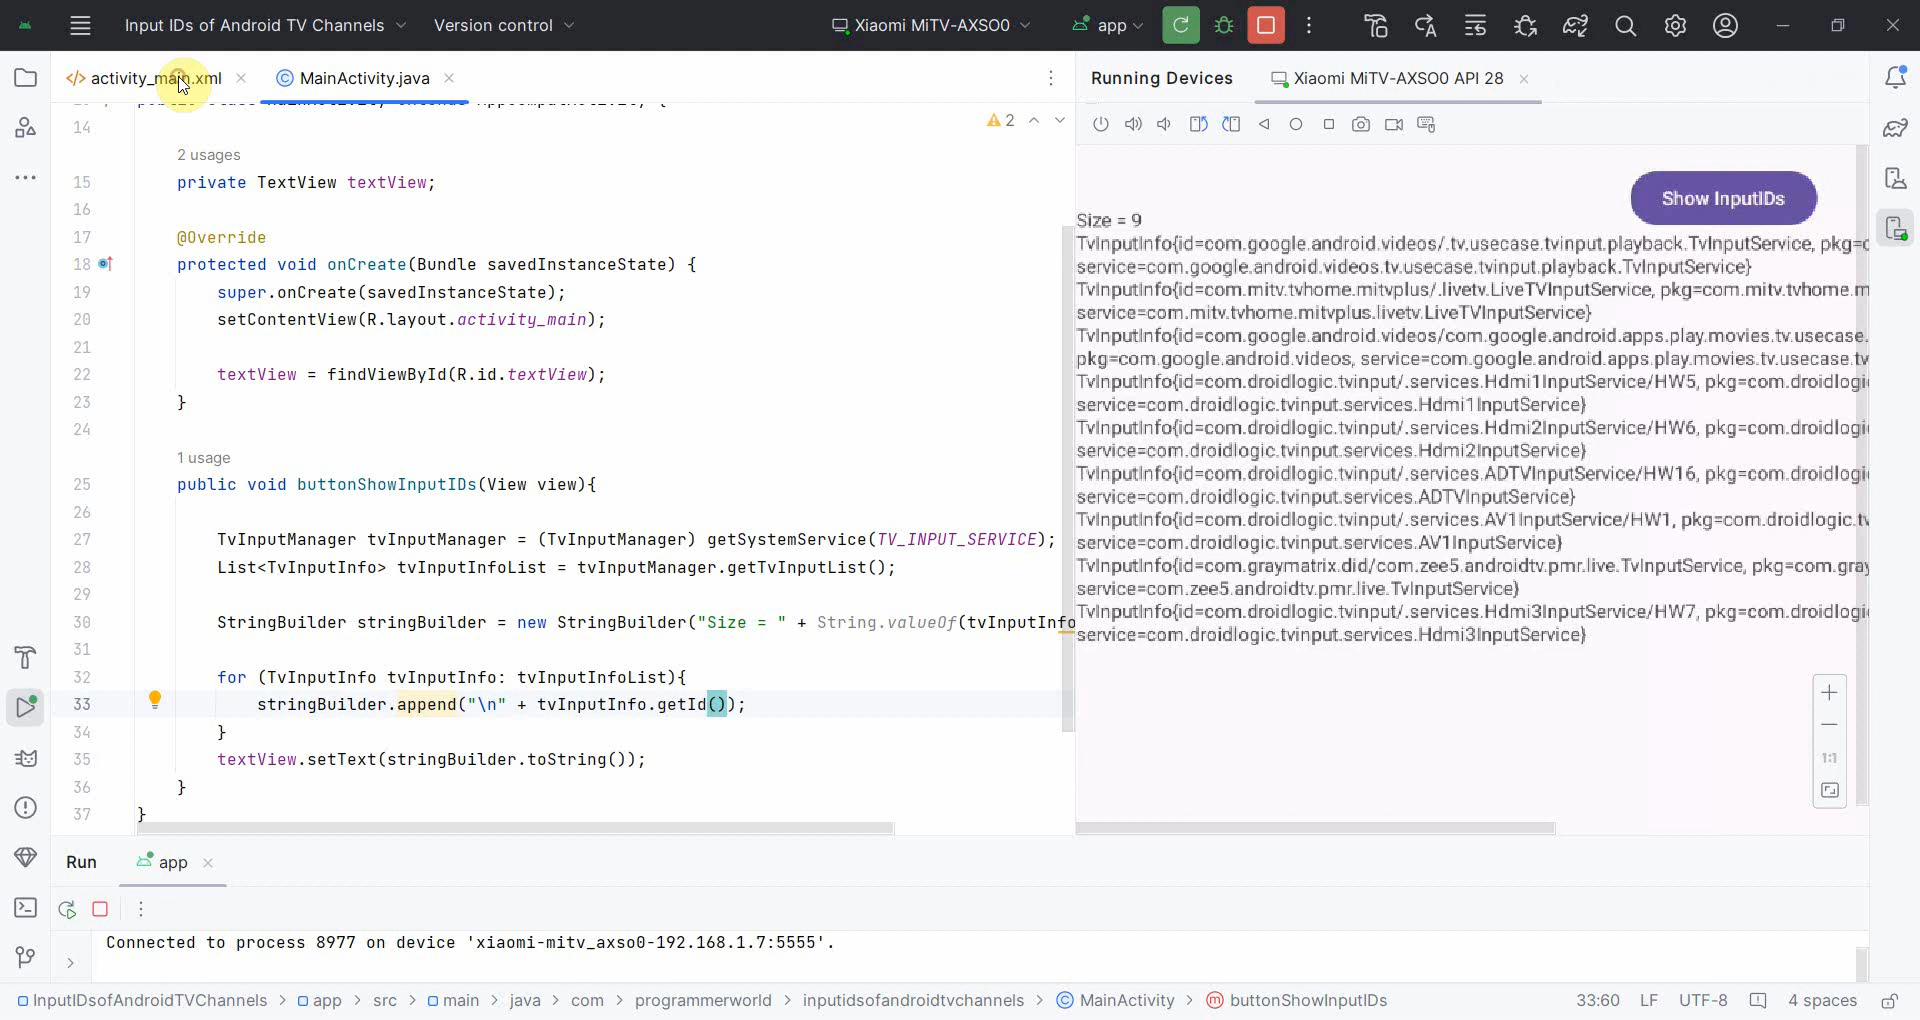 Input IDs of Android TV Channels
Version control
Xiaomi MiTV-AXSO0
app
activity_main.xml
MainActivity.java
14
2 usages
15 private TextView textView;
16
17 @Override
18 protected void onCreate(Bundle savedInstanceState) {
19 super.onCreate(savedInstanceState);
20 setContentView(R.layout.activity_main);
21
22 textView = findViewById(R.id.textView);
23 }
24
1 usage
25 public void buttonShowInputIDs(View view){
26
27 TvInputManager tvInputManager = (TvInputManager) getSystemService(TV_INPUT_SERVICE);
28 List<TvInputInfo> tvInputInfoList = tvInputManager.getTvInputList();
29
30 StringBuilder stringBuilder = new StringBuilder("Size = " + String.valueOf(tvInputInfo
31
32 for (TvInputInfo tvInputInfo: tvInputInfoList){
33 stringBuilder.append("\n" + tvInputInfo.getId());
34 }
35 textView.setText(stringBuilder.toString());
36 }
37 }
2
Running Devices
Xiaomi MiTV-AXSO0 API 28
Show InputIDs
Size = 9
TvInputInfo{id=com.google.android.videos/.tv.usecase.tvinput.playback.TvInputService, pkg=c
service=com.google.android.videos.tv.usecase.tvinput.playback.TvInputService}
TvInputInfo{id=com.mitv.tvhome.mitvplus/.livetv.LiveTVInputService, pkg=com.mitv.tvhome.m
service=com.mitv.tvhome.mitvplus.livetv.LiveTVInputService}
TvInputInfo{id=com.google.android.videos/com.google.android.apps.play.movies.tv.usecase.
pkg=com.google.android.videos, service=com.google.android.apps.play.movies.tv.usecase.tv
TvInputInfo{id=com.droidlogic.tvinput/.services.Hdmi1InputService/HW5, pkg=com.droidlogi
service=com.droidlogic.tvinput.services.Hdmi1InputService}
TvInputInfo{id=com.droidlogic.tvinput/.services.Hdmi2InputService/HW6, pkg=com.droidlogi
service=com.droidlogic.tvinput.services.Hdmi2InputService}
TvInputInfo{id=com.droidlogic.tvinput/.services.ADTVInputService/HW16, pkg=com.droidlogi
service=com.droidlogic.tvinput.services.ADTVInputService}
TvInputInfo{id=com.droidlogic.tvinput/.services.AV1InputService/HW1, pkg=com.droidlogic.tv
service=com.droidlogic.tvinput.services.AV1InputService}
TvInputInfo{id=com.graymatrix.did/com.zee5.androidtv.pmr.live.TvInputService, pkg=com.gray
service=com.zee5.androidtv.pmr.live.TvInputService}
TvInputInfo{id=com.droidlogic.tvinput/.services.Hdmi3InputService/HW7, pkg=com.droidlogi
service=com.droidlogic.tvinput.services.Hdmi3InputService}
1:1
Run
app
Connected to process 8977 on device 'xiaomi-mitv_axso0-192.168.1.7:5555'.
InputIDsofAndroidTVChannels > app > src > main > java > com > programmerworld > inputidsofandroidtvchannels > MainActivity > buttonShowInputIDs
33:60 LF UTF-8 4 spaces